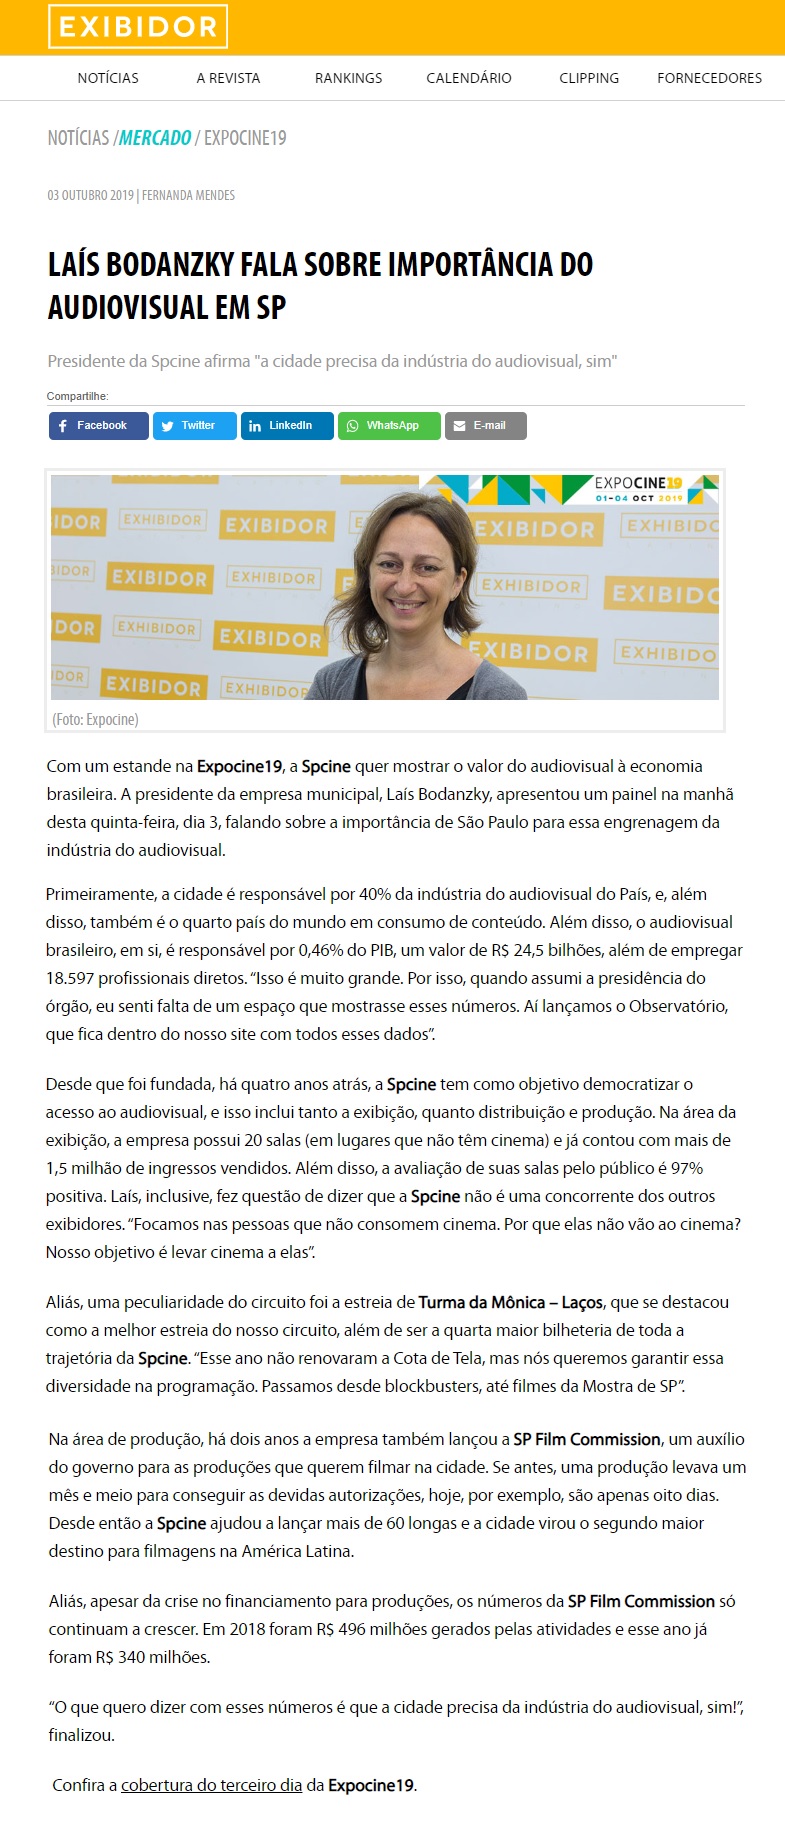 EXIBIDOR
NOTÍCIAS A REVISTA RANKINGS CALENDÁRIO CLIPPING FORNECEDORES
NOTÍCIAS /MERCADO / EXPOCINE19
03 OUTUBRO 2019 | FERNANDA MENDES
LAÍS BODANZKY FALA SOBRE IMPORTÂNCIA DO
AUDIOVISUAL EM SP
Presidente da Spcine afirma "a cidade precisa da indústria do audiovisual, sim"
Compartilhe:
Facebook Twitter LinkedIn WhatsApp E-mail
EXPOCINE19
01-04 OCT 2019
IDOR EXHIBIDOR EXIBIDOR EXIBIDOR EXHIBIDO
IDOR EXIBIDOR EXHIBIDOR E EXHIBIDOR EXIBID
DOR EXHIBIDOR EXIBIDOR EXIBIDOR EXHIBIDO
EXIBIDOR EXHIBIDOR
(Foto: Expocine)
Com um estande na Expocine19, a Spcine quer mostrar o valor do audiovisual à economia
brasileira. A presidente da empresa municipal, Laís Bodanzky, apresentou um painel na manhã
desta quinta-feira, dia 3, falando sobre a importância de São Paulo para essa engrenagem da
indústria do audiovisual.
Primeiramente, a cidade é responsável por 40% da indústria do audiovisual do País, e, além
disso, também é o quarto país do mundo em consumo de conteúdo. Além disso, o audiovisual
brasileiro, em si, é responsável por 0,46% do PIB, um valor de R$ 24,5 bilhões, além de empregar
18.597 profissionais diretos. “Isso é muito grande. Por isso, quando assumi a presidência do
órgão, eu senti falta de um espaço que mostrasse esses números. Aí lançamos o Observatório,
que fica dentro do nosso site com todos esses dados”.
Desde que foi fundada, há quatro anos atrás, a Spcine tem como objetivo democratizar o
acesso ao audiovisual, e isso inclui tanto a exibição, quanto distribuição e produção. Na área da
exibição, a empresa possui 20 salas (em lugares que não têm cinema) e já contou com mais de
1,5 milhão de ingressos vendidos. Além disso, a avaliação de suas salas pelo público é 97%
positiva. Laís, inclusive, fez questão de dizer que a Spcine não é uma concorrente dos outros
exibidores. “Focamos nas pessoas que não consomem cinema. Por que elas não vão ao cinema?
Nosso objetivo é levar cinema a elas”.
Aliás, uma peculiaridade do circuito foi a estreia de Turma da Mônica – Laços, que se destacou
como a melhor estreia do nosso circuito, além de ser a quarta maior bilheteria de toda a
trajetória da Spcine. “Esse ano não renovaram a Cota de Tela, mas nós queremos garantir essa
diversidade na programação. Passamos desde blockbusters, até filmes da Mostra de SP”.
Na área de produção, há dois anos a empresa também lançou a SP Film Commission, um auxílio
do governo para as produções que querem filmar na cidade. Se antes, uma produção levava um
mês e meio para conseguir as devidas autorizações, hoje, por exemplo, são apenas oito dias.
Desde então a Spcine ajudou a lançar mais de 60 longas e a cidade virou o segundo maior
destino para filmagens na América Latina.
Aliás, apesar da crise no financiamento para produções, os números da SP Film Commission só
continuam a crescer. Em 2018 foram R$ 496 milhões gerados pelas atividades e esse ano já
foram R$ 340 milhões.
“O que quero dizer com esses números é que a cidade precisa da indústria do audiovisual, sim!”,
finalizou.
Confira a cobertura do terceiro dia da Expocine19.